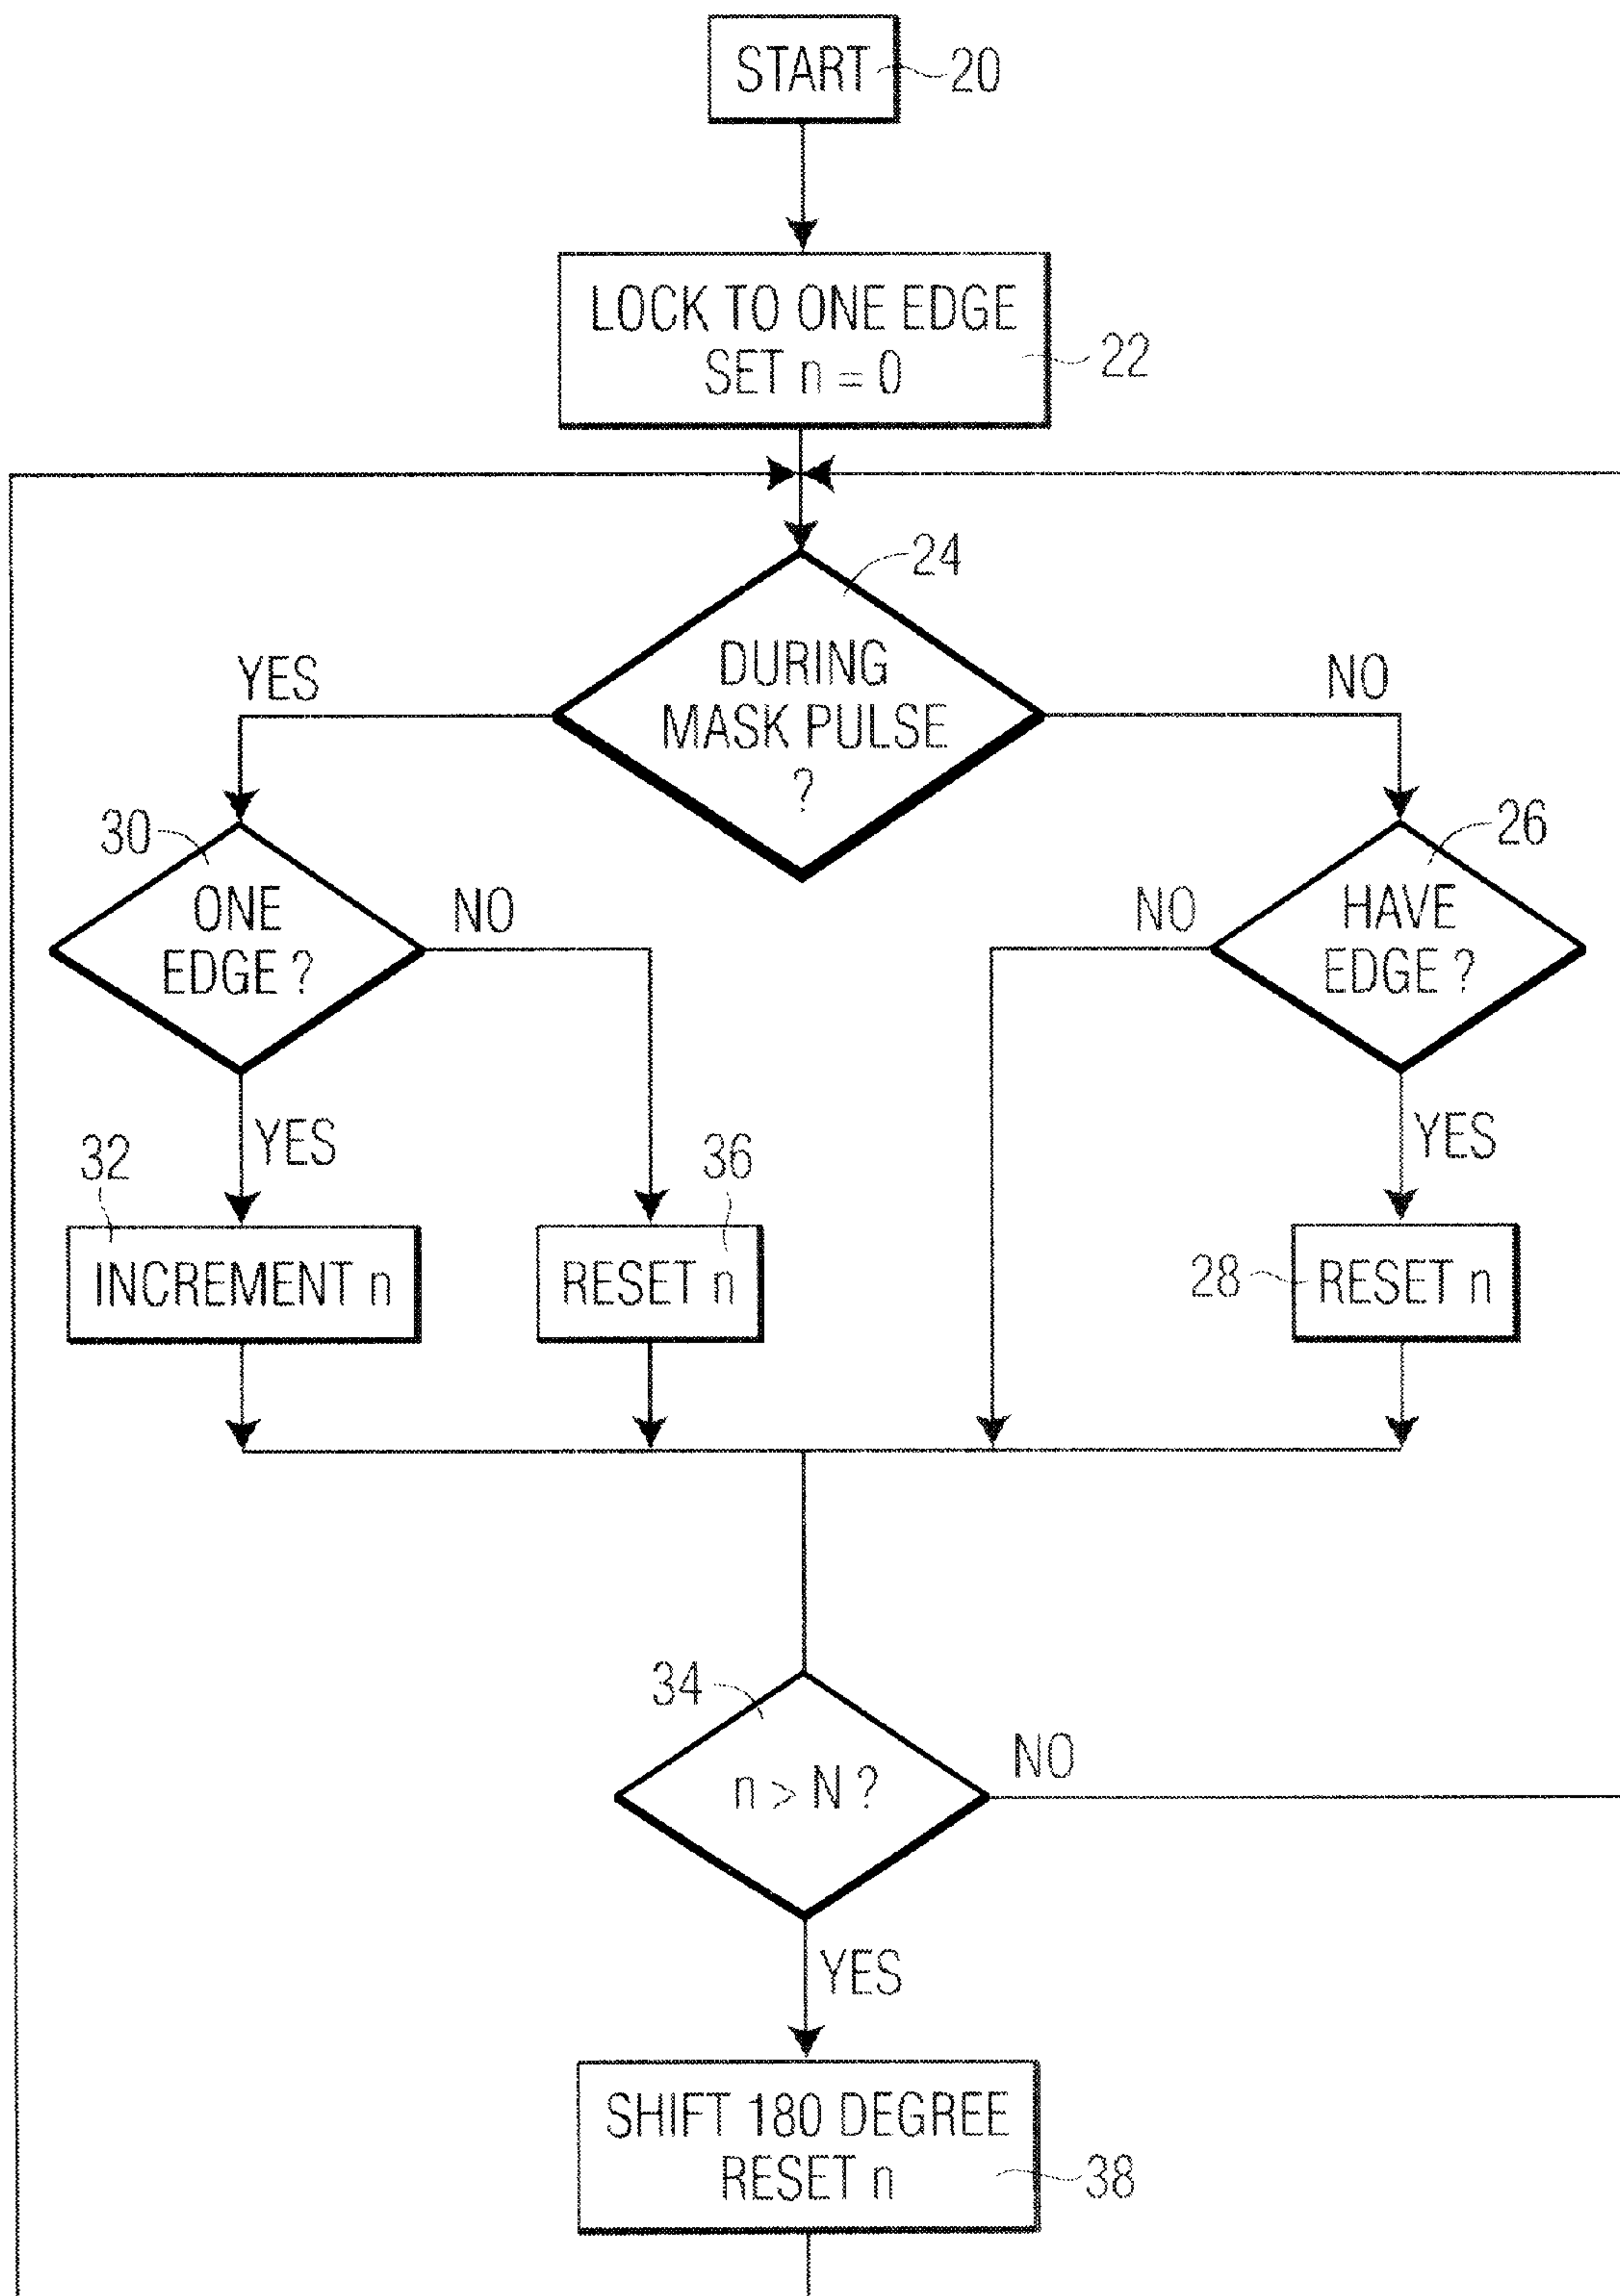 START
20
LOCK TO ONE EDGE
SET n = 0
22
24
DURING
MASK PULSE
?
YES
NO
30
ONE
EDGE ?
NO
26
HAVE
EDGE ?
NO
YES
YES
32
INCREMENT n
36
RESET n
28
RESET n
34
n > N ?
NO
YES
SHIFT 180 DEGREE
RESET n
38